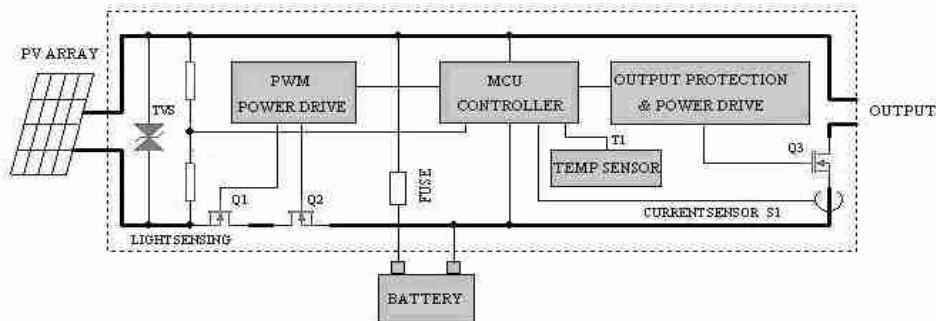 PV ARRAY
TVS
PWM
POWER DRIVE
MCU
CONTROLLER
OUTPUT PROTECTION
& POWER DRIVE
OUTPUT
T1
TEMP SENSOR
Q3
FUSE
Q1
Q2
CURRENTSENSOR S1
LIGHTSENSING
BATTERY